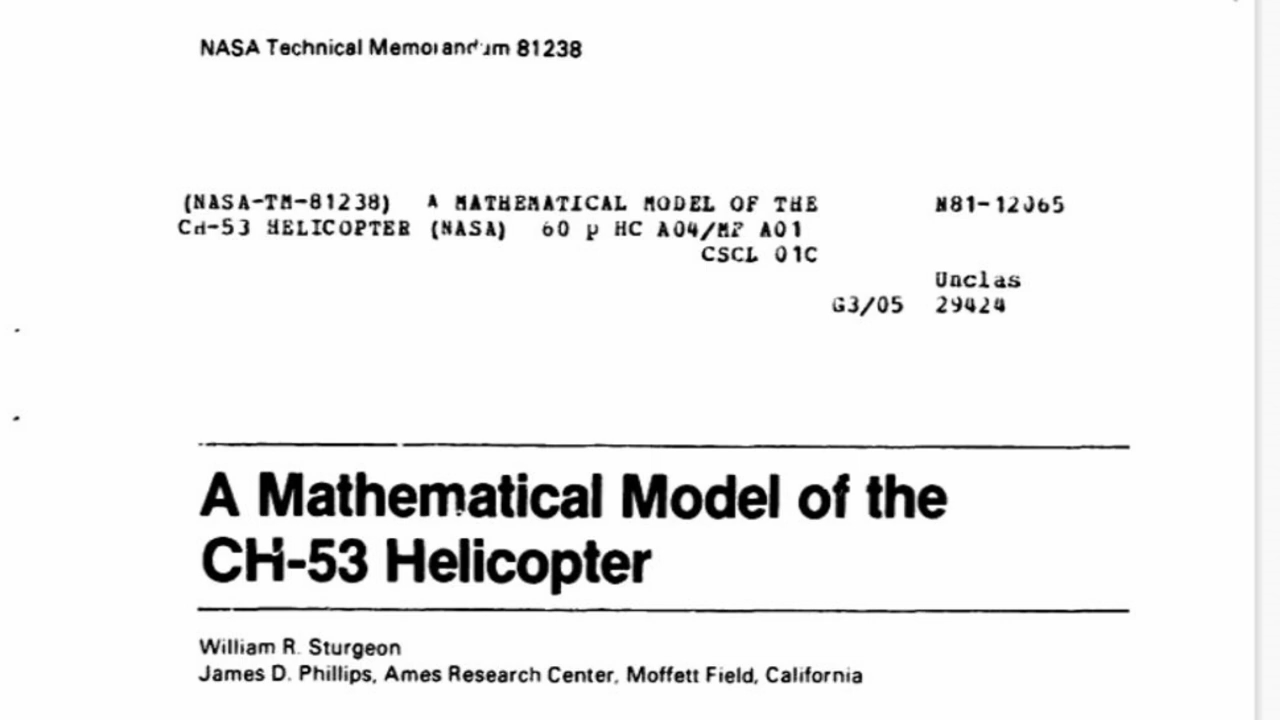 NASA Technical Memorandum 81238
(NASA-TM-81238) A MATHEMATICAL MODEL OF THE N81-12065
CH-53 HELICOPTER (NASA) 60 p HC A04/MF A01
CSCL 01C
Unclas
G3/05 29424
A Mathematical Model of the
CH-53 Helicopter
William R. Sturgeon
James D. Phillips, Ames Research Center, Moffett Field, California